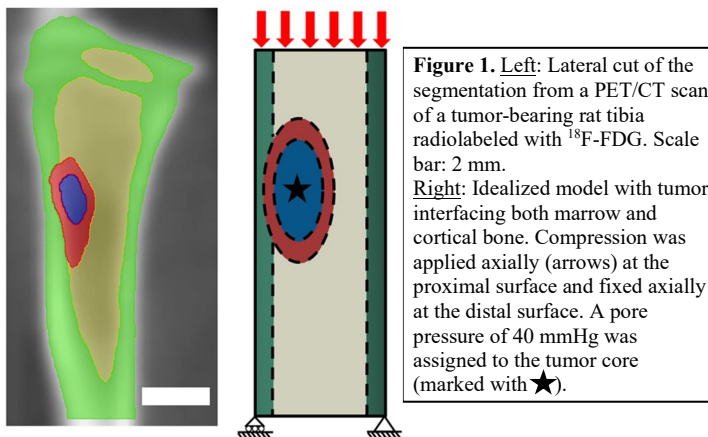 Figure 1. Left: Lateral cut of the
segmentation from a PET/CT scan
of a tumor-bearing rat tibia
radiolabeled with ¹⁸F-FDG. Scale
bar: 2 mm.
Right: Idealized model with tumor
interfacing both marrow and
cortical bone. Compression was
applied axially (arrows) at the
proximal surface and fixed axially
at the distal surface. A pore
pressure of 40 mmHg was
assigned to the tumor core
(marked with ★).